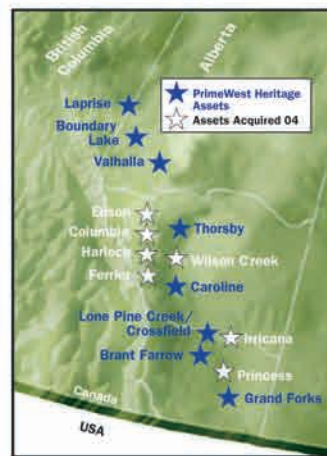 British
Columbia
Alberta
PrimeWest Heritage
Assets
Assets Acquired 04
Laprise
Boundary
Lake
Valhalla
Edson
Columbia
Thorsby
Harlech
Wilson Creek
Ferrier
Caroline
Lone Pine Creek/
Crossfield
Irricana
Brant Farrow
Princess
Grand Forks
Canada
USA